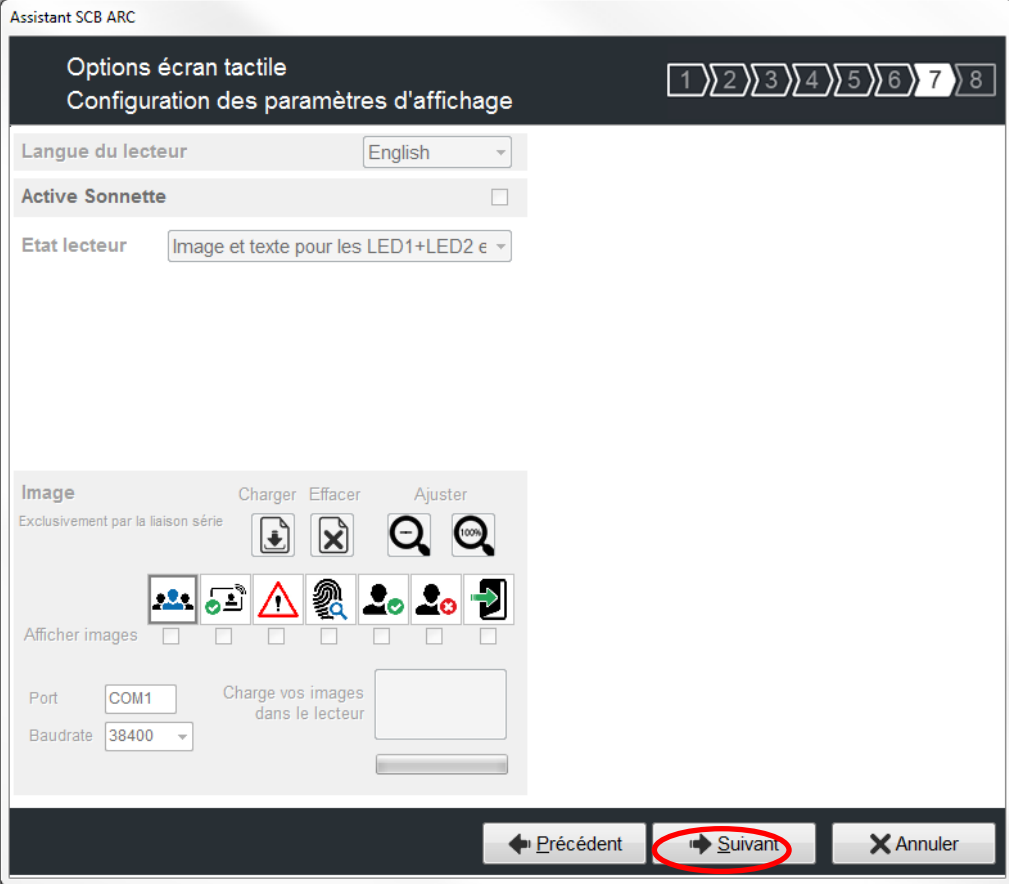 Assistant SCB ARC
Options écran tactile
Configuration des paramètres d'affichage
1 2 3 4 5 6 7 8
Langue du lecteur English
Active Sonnette
Etat lecteur Image et texte pour les LED1+LED2 e
Image Charger Effacer Ajuster
Exclusivement par la liaison série
100%
Afficher images
Port COM1
Charge vos images
dans le lecteur
Baudrate 38400
Précédent Suivant Annuler